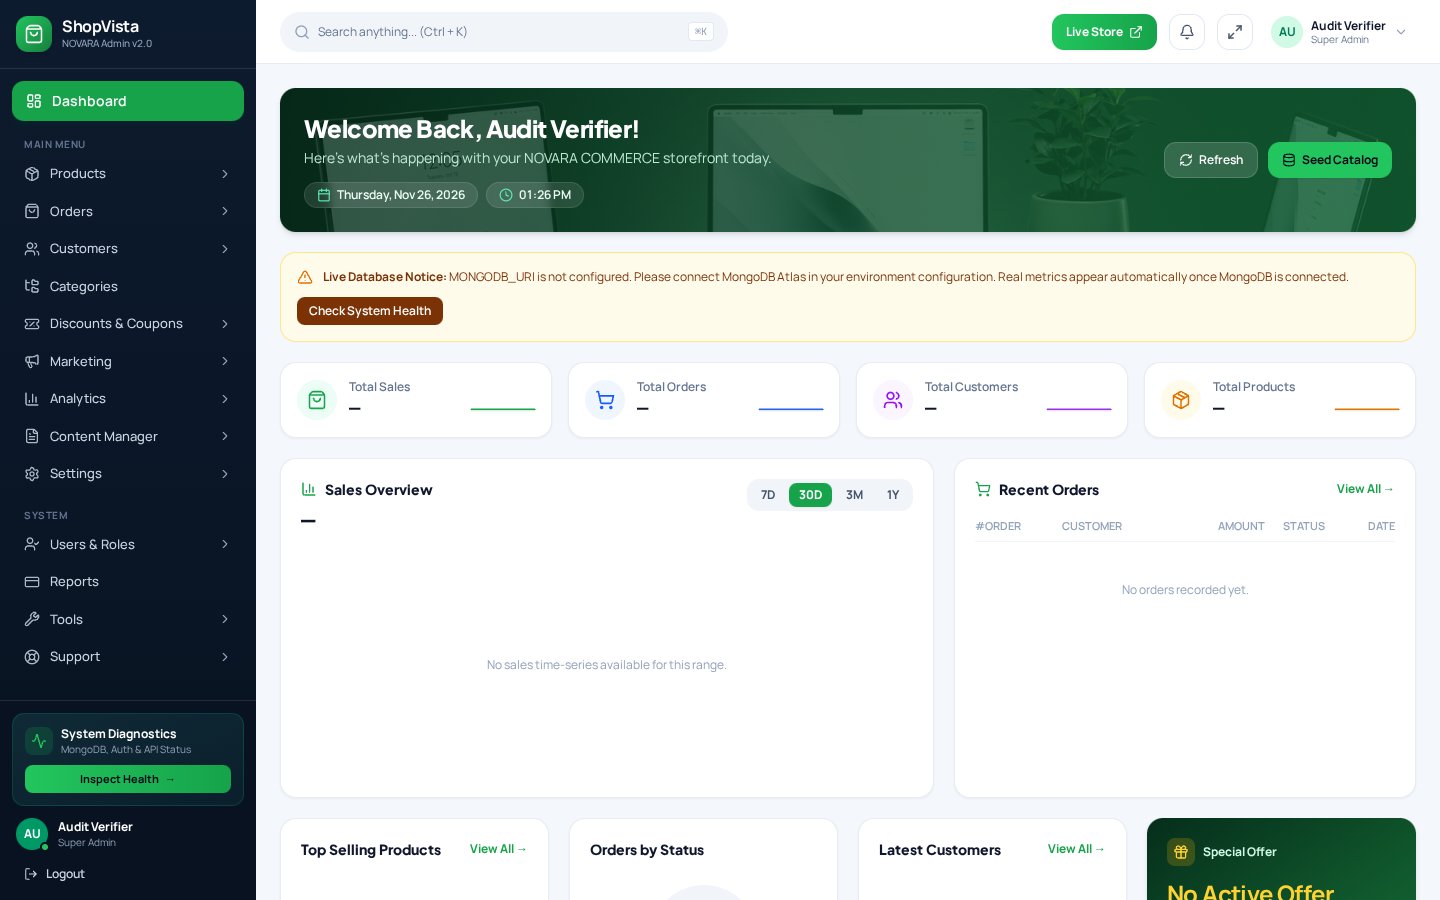 ShopVista
NOVARA Admin v2.0
Dashboard
MAIN MENU
Products
Orders
Customers
Categories
Discounts & Coupons
Marketing
Analytics
Content Manager
Settings
SYSTEM
Users & Roles
Reports
Tools
Support
System Diagnostics
MongoDB, Auth & API Status
Inspect Health →
AU
Audit Verifier
Super Admin
Logout
Search anything... (Ctrl + K)
⌘K
Live Store
AU
Audit Verifier
Super Admin
Welcome Back, Audit Verifier!
Here's what's happening with your NOVARA COMMERCE storefront today.
Thursday, Nov 26, 2026
01:26 PM
Refresh
Seed Catalog
Live Database Notice: MONGODB_URI is not configured. Please connect MongoDB Atlas in your environment configuration. Real metrics appear automatically once MongoDB is connected.
Check System Health
Total Sales
—
Total Orders
—
Total Customers
—
Total Products
—
Sales Overview
—
7D 30D 3M 1Y
No sales time-series available for this range.
Recent Orders
View All →
#ORDER CUSTOMER AMOUNT STATUS DATE
No orders recorded yet.
Top Selling Products
View All →
Orders by Status
Latest Customers
View All →
Special Offer
No Active Offer